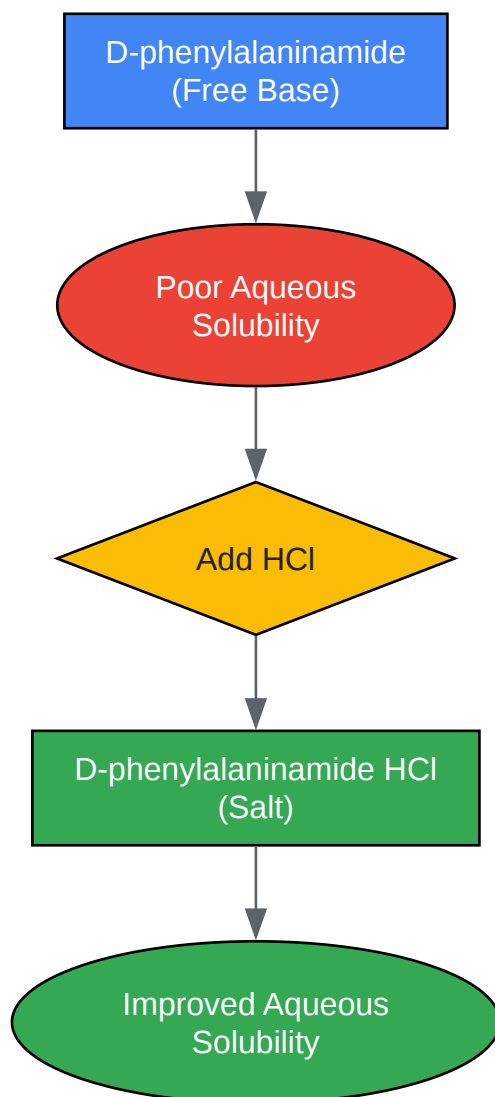 D-phenylalaninamide
(Free Base)
Poor Aqueous
Solubility
Add HCl
D-phenylalaninamide HCl
(Salt)
Improved Aqueous
Solubility